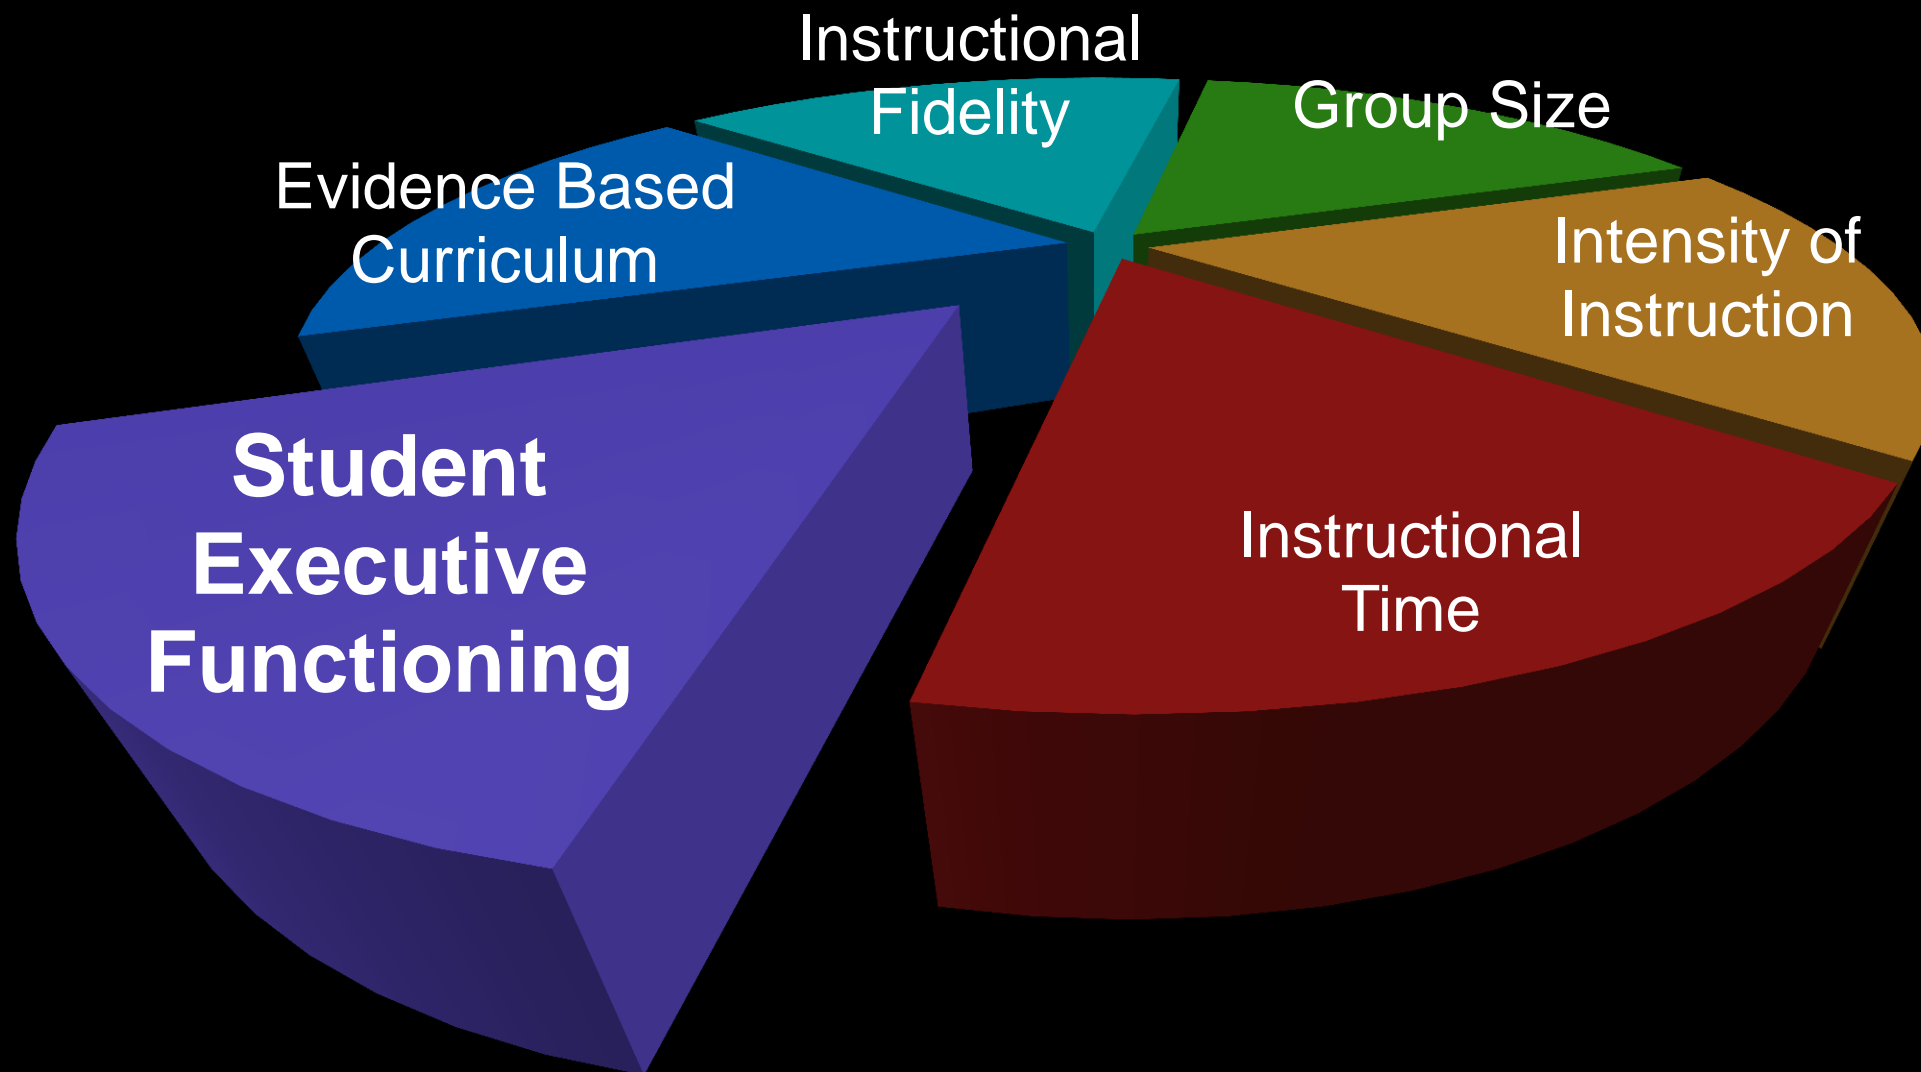 Instructional
Fidelity
Group Size
Evidence Based
Curriculum
Intensity of
Instruction
Student
Executive
Functioning
Instructional
Time